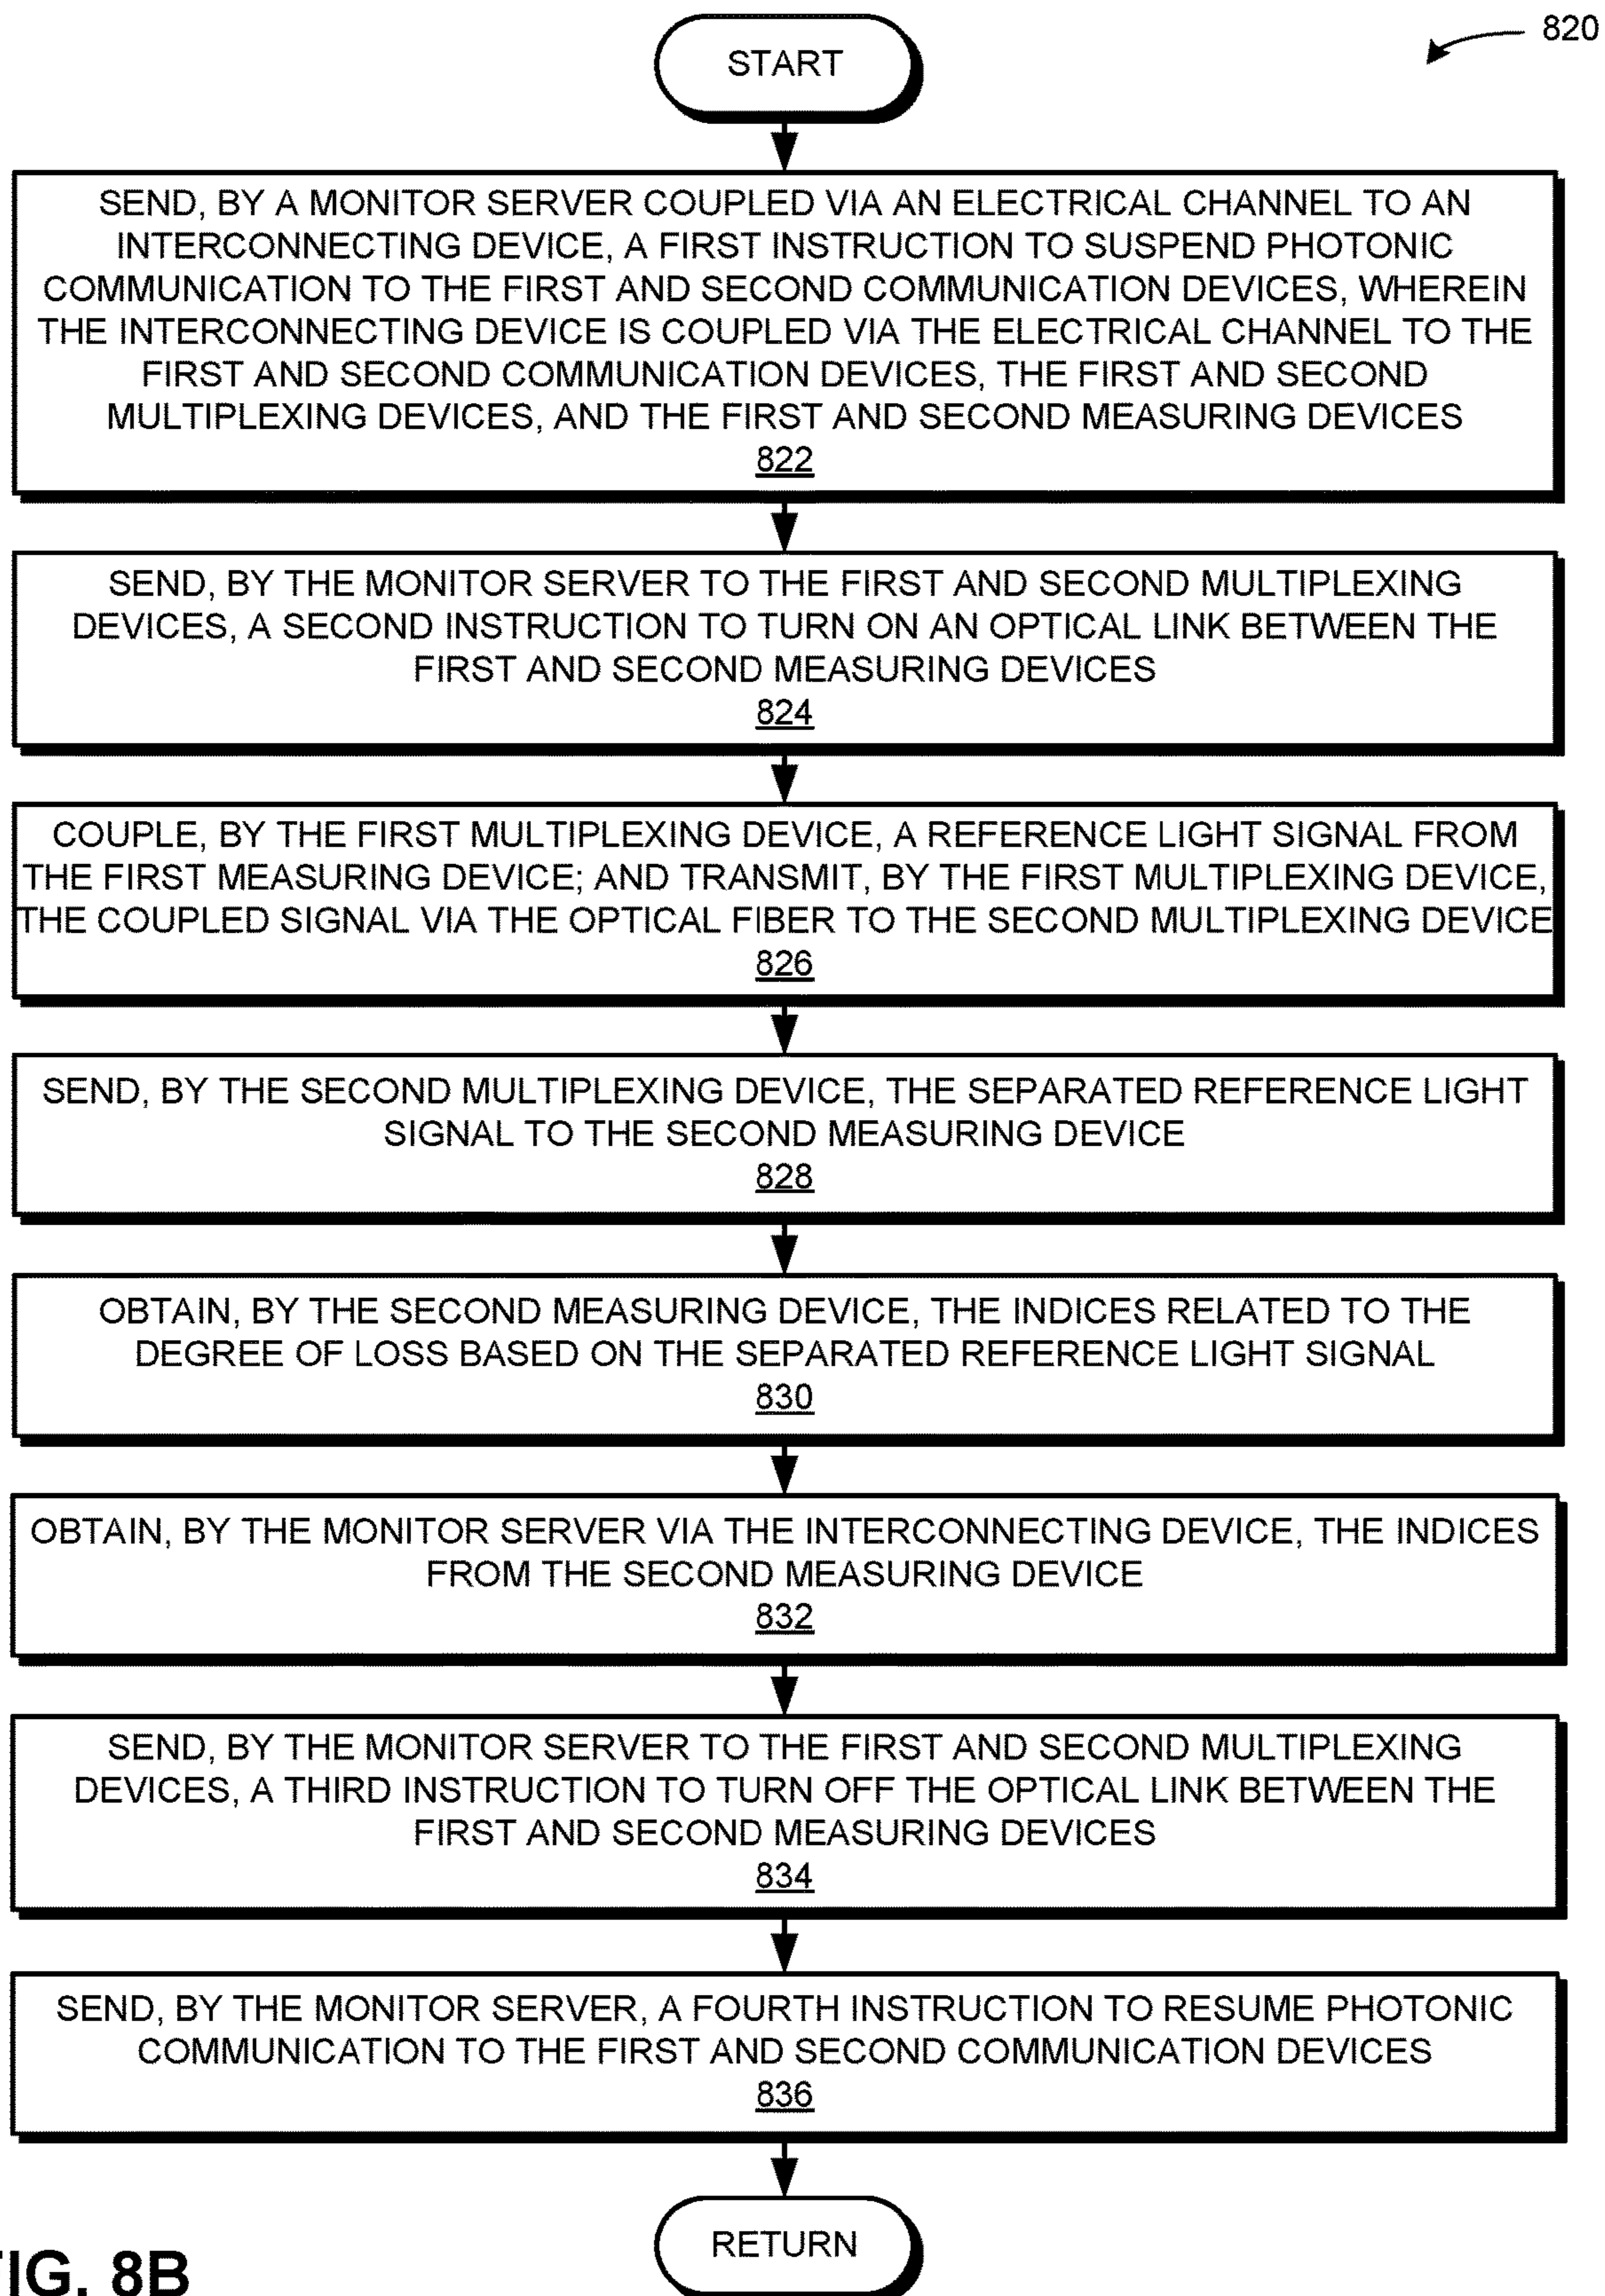 820
START
SEND, BY A MONITOR SERVER COUPLED VIA AN ELECTRICAL CHANNEL TO AN
INTERCONNECTING DEVICE, A FIRST INSTRUCTION TO SUSPEND PHOTONIC
COMMUNICATION TO THE FIRST AND SECOND COMMUNICATION DEVICES, WHEREIN
THE INTERCONNECTING DEVICE IS COUPLED VIA THE ELECTRICAL CHANNEL TO THE
FIRST AND SECOND COMMUNICATION DEVICES, THE FIRST AND SECOND
MULTIPLEXING DEVICES, AND THE FIRST AND SECOND MEASURING DEVICES
822
SEND, BY THE MONITOR SERVER TO THE FIRST AND SECOND MULTIPLEXING
DEVICES, A SECOND INSTRUCTION TO TURN ON AN OPTICAL LINK BETWEEN THE
FIRST AND SECOND MEASURING DEVICES
824
COUPLE, BY THE FIRST MULTIPLEXING DEVICE, A REFERENCE LIGHT SIGNAL FROM
THE FIRST MEASURING DEVICE; AND TRANSMIT, BY THE FIRST MULTIPLEXING DEVICE,
THE COUPLED SIGNAL VIA THE OPTICAL FIBER TO THE SECOND MULTIPLEXING DEVICE
826
SEND, BY THE SECOND MULTIPLEXING DEVICE, THE SEPARATED REFERENCE LIGHT
SIGNAL TO THE SECOND MEASURING DEVICE
828
OBTAIN, BY THE SECOND MEASURING DEVICE, THE INDICES RELATED TO THE
DEGREE OF LOSS BASED ON THE SEPARATED REFERENCE LIGHT SIGNAL
830
OBTAIN, BY THE MONITOR SERVER VIA THE INTERCONNECTING DEVICE, THE INDICES
FROM THE SECOND MEASURING DEVICE
832
SEND, BY THE MONITOR SERVER TO THE FIRST AND SECOND MULTIPLEXING
DEVICES, A THIRD INSTRUCTION TO TURN OFF THE OPTICAL LINK BETWEEN THE
FIRST AND SECOND MEASURING DEVICES
834
SEND, BY THE MONITOR SERVER, A FOURTH INSTRUCTION TO RESUME PHOTONIC
COMMUNICATION TO THE FIRST AND SECOND COMMUNICATION DEVICES
836
RETURN
FIG. 8B